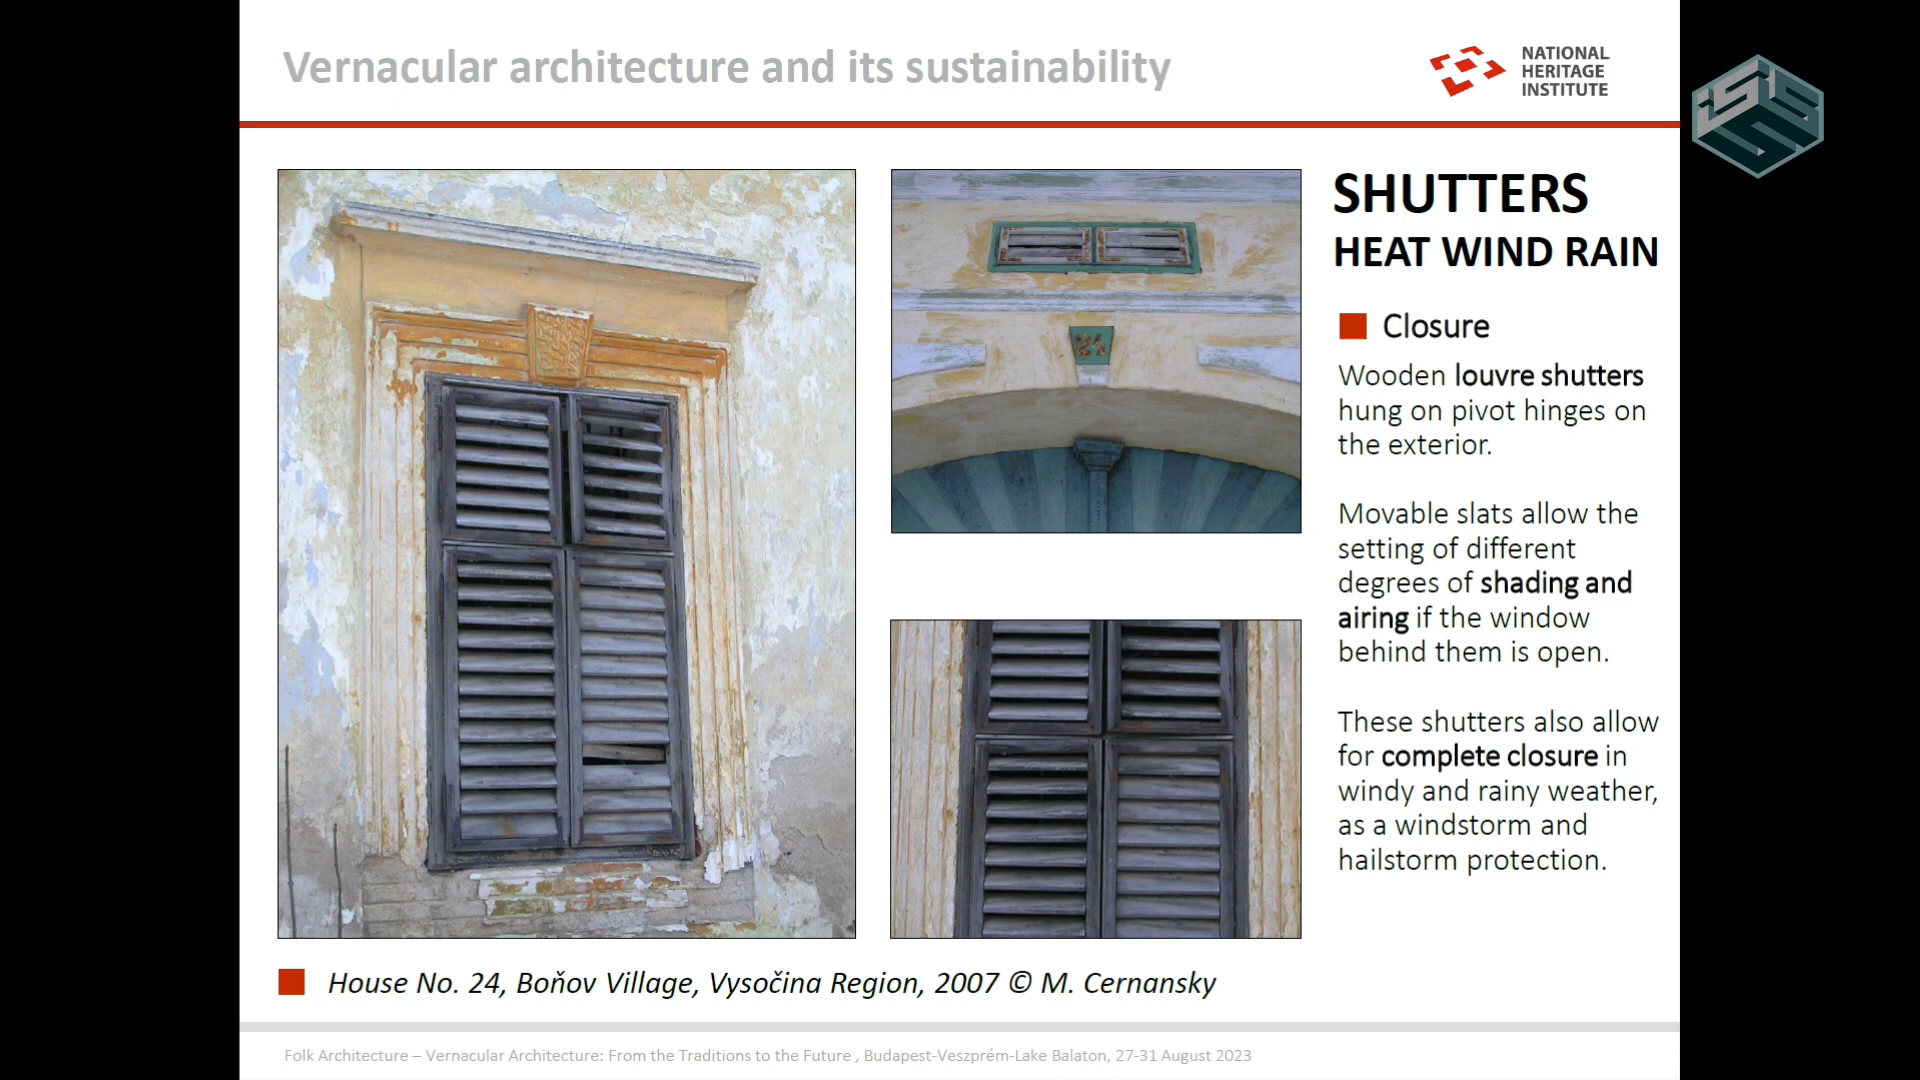 Vernacular architecture and its sustainability
NATIONAL
HERITAGE
INSTITUTE
SHUTTERS
HEAT WIND RAIN
Closure
Wooden louvre shutters
hung on pivot hinges on
the exterior.
Movable slats allow the
setting of different
degrees of shading and
airing if the window
behind them is open.
These shutters also allow
for complete closure in
windy and rainy weather,
as a windstorm and
hailstorm protection.
24
House No. 24, Boňov Village, Vysočina Region, 2007 © M. Cernansky
Folk Architecture – Vernacular Architecture: From the Traditions to the Future , Budapest-Veszprém-Lake Balaton, 27-31 August 2023